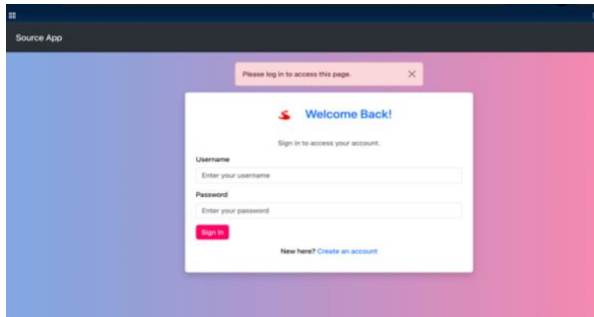 Source App
Please log in to access this page.
Welcome Back!
Sign in to access your account.
Username
Enter your username
Password
Enter your password
Sign In
New here? Create an account